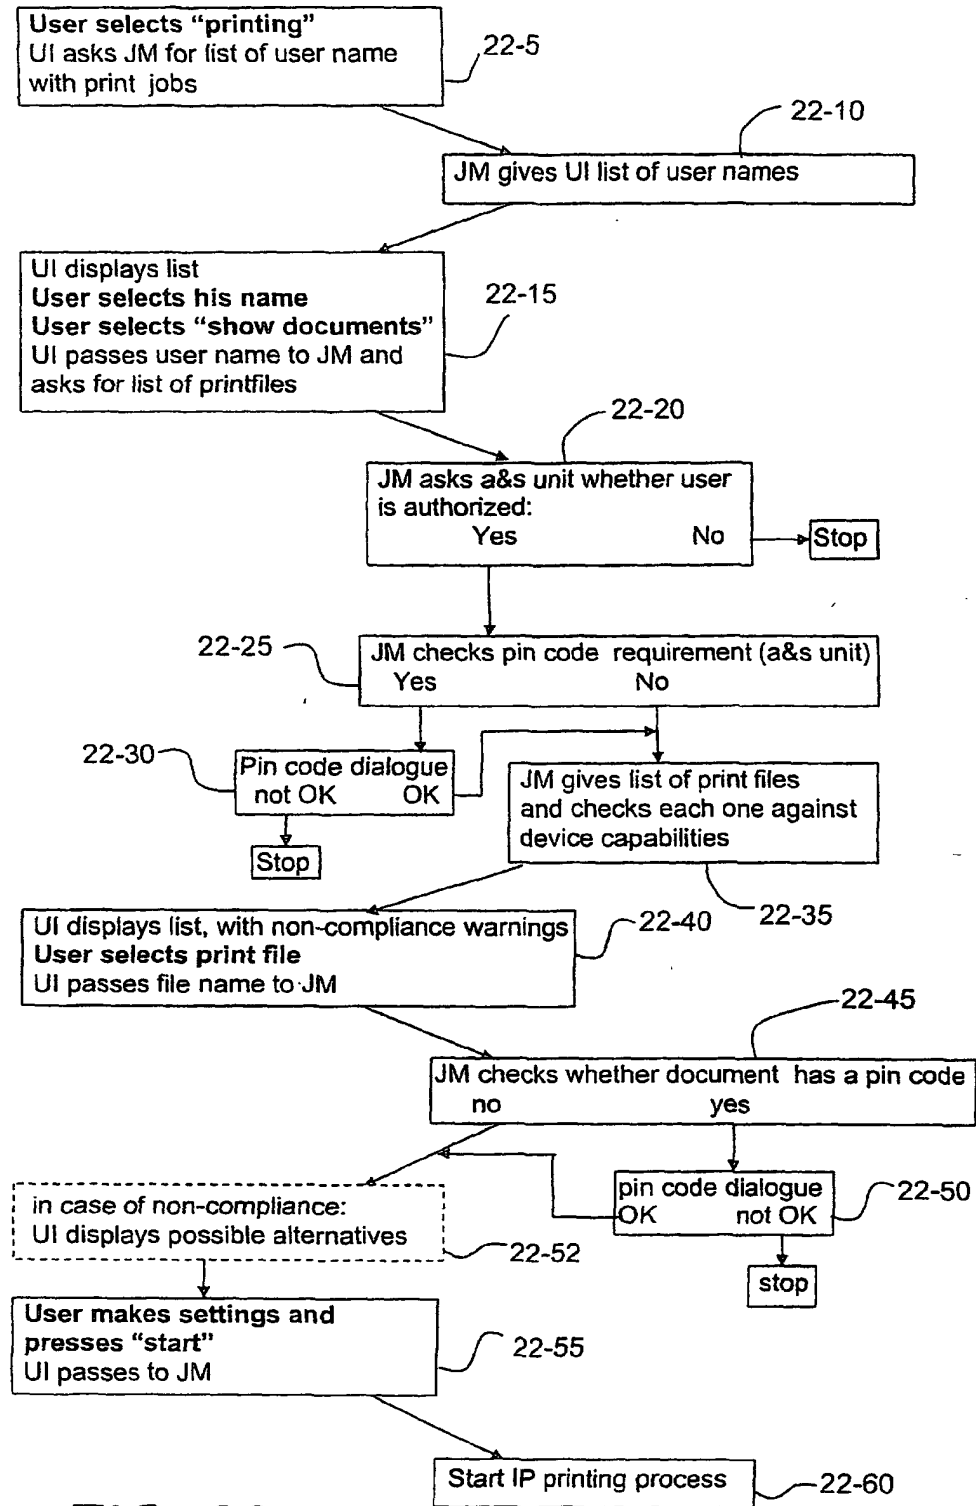 User selects “printing”
UI asks JM for list of user name
with print jobs
22-5
22-10
JM gives UI list of user names
UI displays list
User selects his name
User selects “show documents”
UI passes user name to JM and
asks for list of printfiles
22-15
22-20
JM asks a&s unit whether user
is authorized:
Yes No
Stop
22-25
JM checks pin code requirement (a&s unit)
Yes No
22-30
Pin code dialogue
not OK OK
Stop
JM gives list of print files
and checks each one against
device capabilities
22-35
UI displays list, with non-compliance warnings
User selects print file
UI passes file name to JM
22-40
22-45
JM checks whether document has a pin code
no yes
pin code dialogue
OK not OK
22-50
stop
in case of non-compliance:
UI displays possible alternatives
22-52
User makes settings and
presses “start”
UI passes to JM
22-55
Start IP printing process
22-60